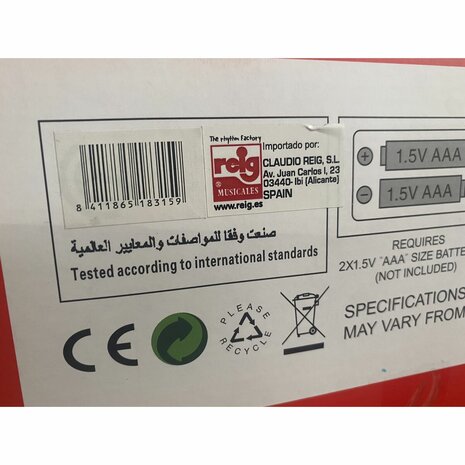 8 411865 183159
The rhythm Factory
reig
MUSICALES
www.reig.es
Importado por:
CLAUDIO REIG, S.L
Av. Juan Carlos I, 23
03440- Ibi (Alicante)
SPAIN
صنعت وفقا للمواصفات والمعايير العالمية
Tested according to international standards
1.5V AAA
1.5V AAA
REQUIRES
2X1.5V "AAA" SIZE BATTE
(NOT INCLUDED)
CE
PLEASE
RECYCLE
SPECIFICATIONS
MAY VARY FROM